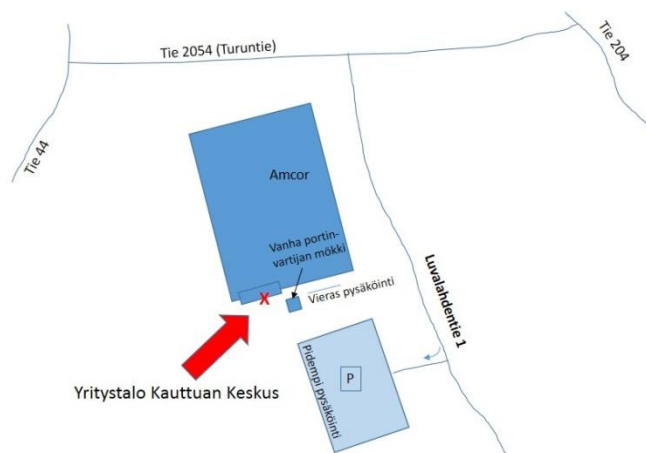 Tie 2054 (Turuntie)
Tie 204
Tie 44
Amcor
Vanha portin-
vartijan mökki
Vieras pysäköinti
Luvalahdentie 1
X
P
Pidempi pysäköinti
Yritystalo Kauttuan Keskus